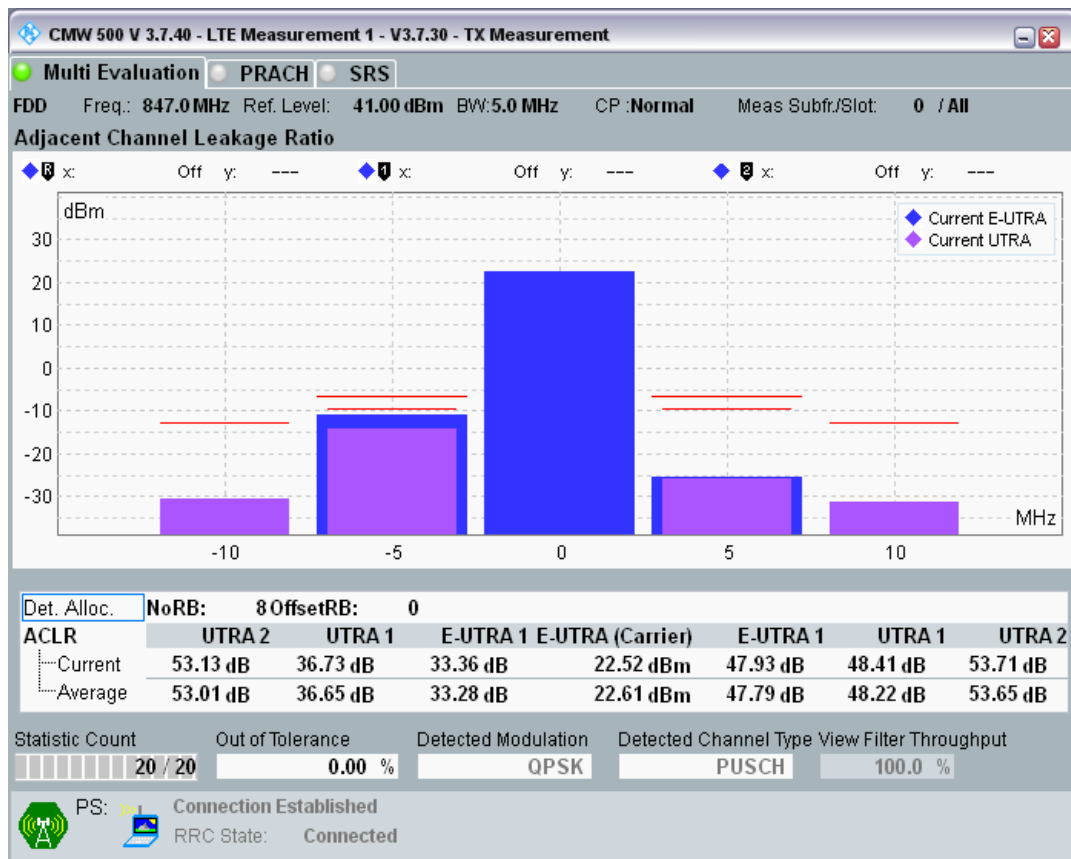 CMW 500 V 3.7.40 - LTE Measurement 1 - V3.7.30 - TX Measurement
Multi Evaluation PRACH SRS
FDD Freq.: 847.0 MHz Ref. Level: 41.00 dBm BW: 5.0 MHz CP : Normal Meas Subfr./Slot: 0 / All
Adjacent Channel Leakage Ratio
R x: Off y: --- 1 x: Off y: --- 2 x: Off y: ---
dBm
Current E-UTRA
Current UTRA
30
20
10
0
-10
-20
-30
MHz
-10 -5 0 5 10
Det. Alloc. NoRB: 8 OffsetRB: 0
ACLR UTRA 2 UTRA 1 E-UTRA 1 E-UTRA (Carrier) E-UTRA 1 UTRA 1 UTRA 2
Current 53.13 dB 36.73 dB 33.36 dB 22.52 dBm 47.93 dB 48.41 dB 53.71 dB
Average 53.01 dB 36.65 dB 33.28 dB 22.61 dBm 47.79 dB 48.22 dB 53.65 dB
Statistic Count Out of Tolerance Detected Modulation Detected Channel Type View Filter Throughput
20 / 20 0.00 % QPSK PUSCH 100.0 %
PS: Connection Established
RRC State: Connected